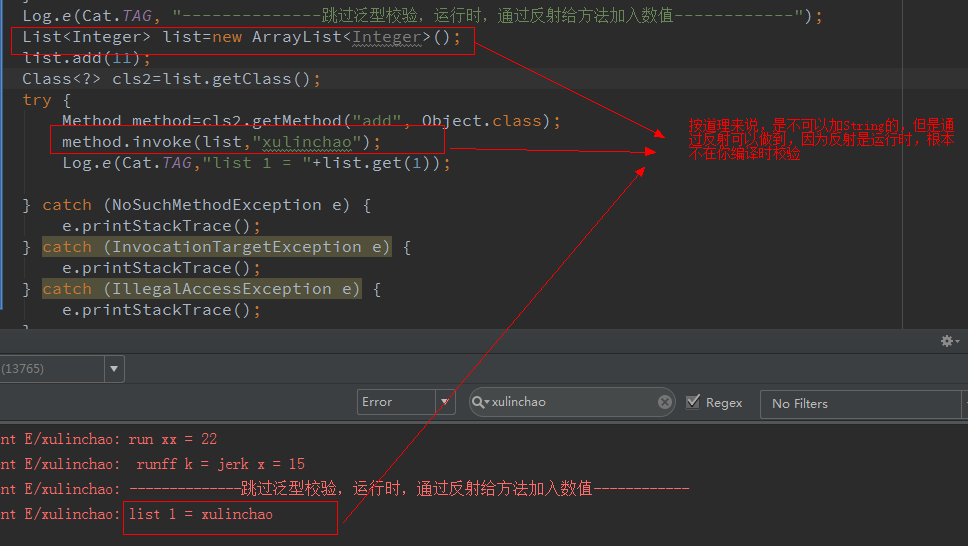 Log.e(Cat.TAG, "--------------跳过泛型校验，运行时，通过反射给方法加入数值------------");
List<Integer> list=new ArrayList<Integer>();
list.add(11);
Class<?> cls2=list.getClass();
try {
Method method=cls2.getMethod("add", Object.class);
method.invoke(list,"xulinchao");
Log.e(Cat.TAG,"list 1 = "+list.get(1));
按道理来说，是不可以加String的，但是通
过反射可以做到，因为反射是运行时，根本
不在你编译时校验
} catch (NoSuchMethodException e) {
e.printStackTrace();
} catch (InvocationTargetException e) {
e.printStackTrace();
} catch (IllegalAccessException e) {
e.printStackTrace();
(13765)
Error
xulinchao
Regex
No Filters
nt E/xulinchao: run xx = 22
nt E/xulinchao:  runff k = jerk x = 15
nt E/xulinchao: --------------跳过泛型校验，运行时，通过反射给方法加入数值------------
nt E/xulinchao: list 1 = xulinchao